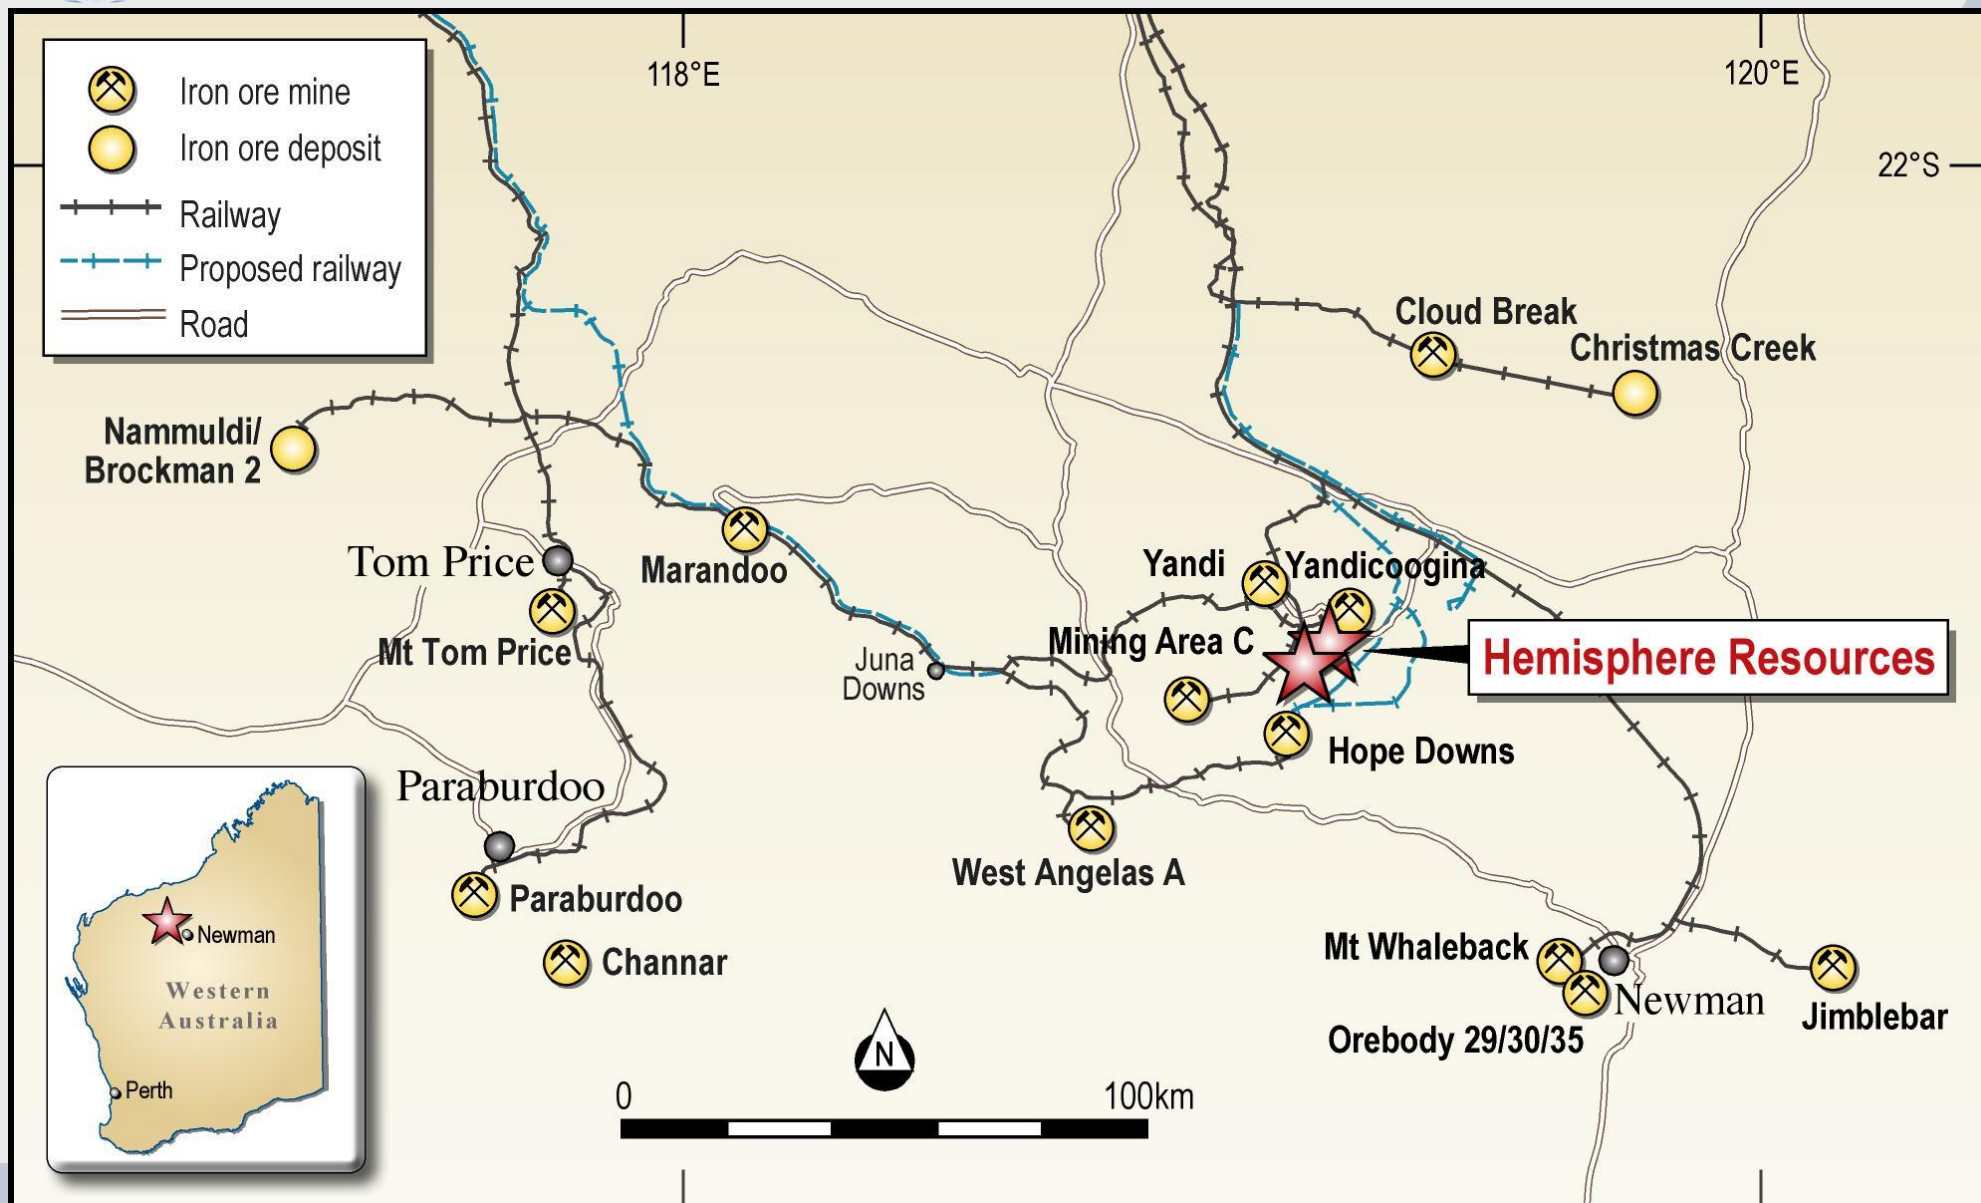 118°E
120°E
22°S
Iron ore mine
Iron ore deposit
Railway
Proposed railway
Road
Cloud Break
Christmas Creek
Nammuldi/
Brockman 2
Tom Price
Marandoo
Mt Tom Price
Yandi
Yandicoogina
Mining Area C
Juna
Downs
Hemisphere Resources
Hope Downs
Paraburdoo
West Angelas A
Paraburdoo
Channar
Mt Whaleback
Newman
Orebody 29/30/35
Jimblebar
Newman
Western
Australia
Perth
N
0
100km